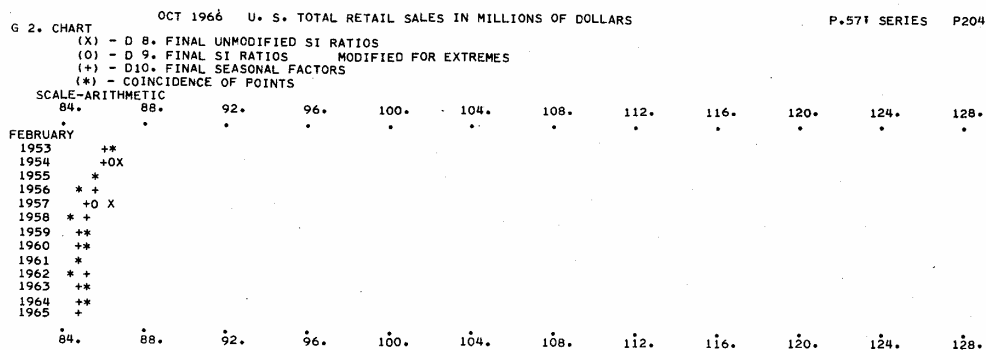 OCT 1966 U. S. TOTAL RETAIL SALES IN MILLIONS OF DOLLARS P.57 SERIES P204
G 2. CHART
(X) - D 8. FINAL UNMODIFIED SI RATIOS
(O) - D 9. FINAL SI RATIOS MODIFIED FOR EXTREMES
(+) - D10. FINAL SEASONAL FACTORS
(*) - COINCIDENCE OF POINTS
SCALE-ARITHMETIC
84. 88. 92. 96. 100. 104. 108. 112. 116. 120. 124. 128.
. . . . . . . . . . . .
FEBRUARY
1953 +*
1954 +OX
1955 *
1956 * +
1957 +O X
1958 * +
1959 +*
1960 +*
1961 *
1962 * +
1963 +*
1964 +*
1965 +
. . . . . . . . . . . .
84. 88. 92. 96. 100. 104. 108. 112. 116. 120. 124. 128.